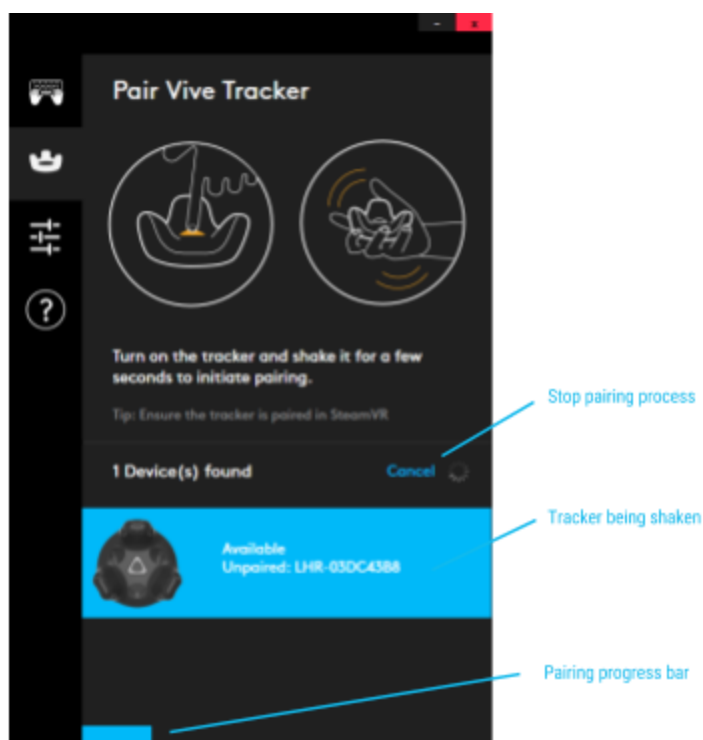 - x
Pair Vive Tracker
?
Turn on the tracker and shake it for a few
seconds to initiate pairing.
Tip: Ensure the tracker is paired in SteamVR
Stop pairing process
1 Device(s) found
Cancel
Tracker being shaken
Available
Unpaired: LHR-03DC43B8
Pairing progress bar